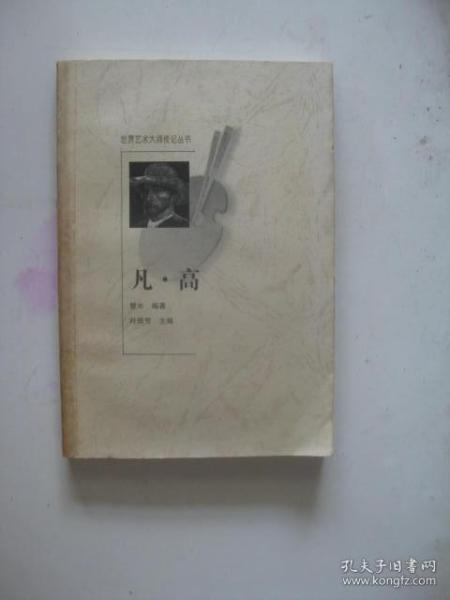 世界艺术大师传记丛书
凡·高
编著
主编
孔夫子旧书网
www.kongfz.com